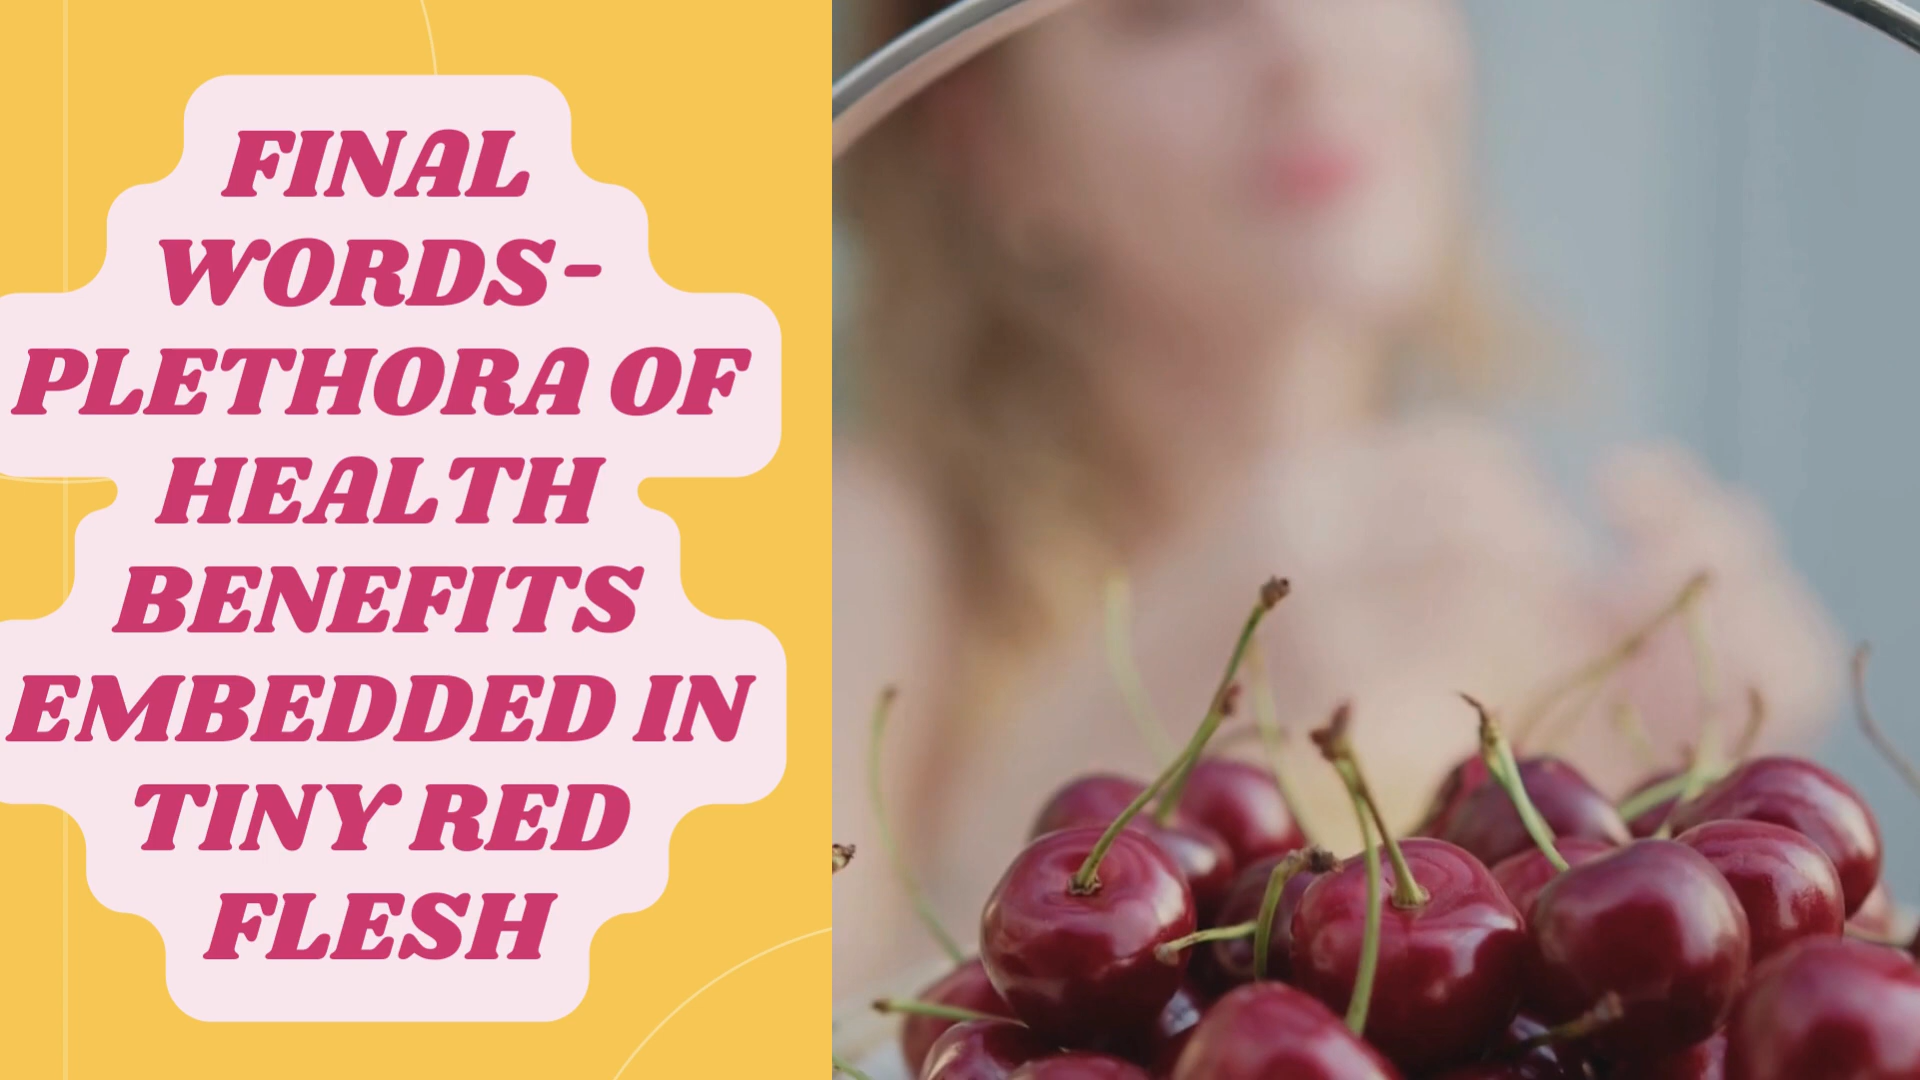 FINAL
WORDS-
PLETHORA OF
HEALTH
BENEFITS
EMBEDDED IN
TINY RED
FLESH